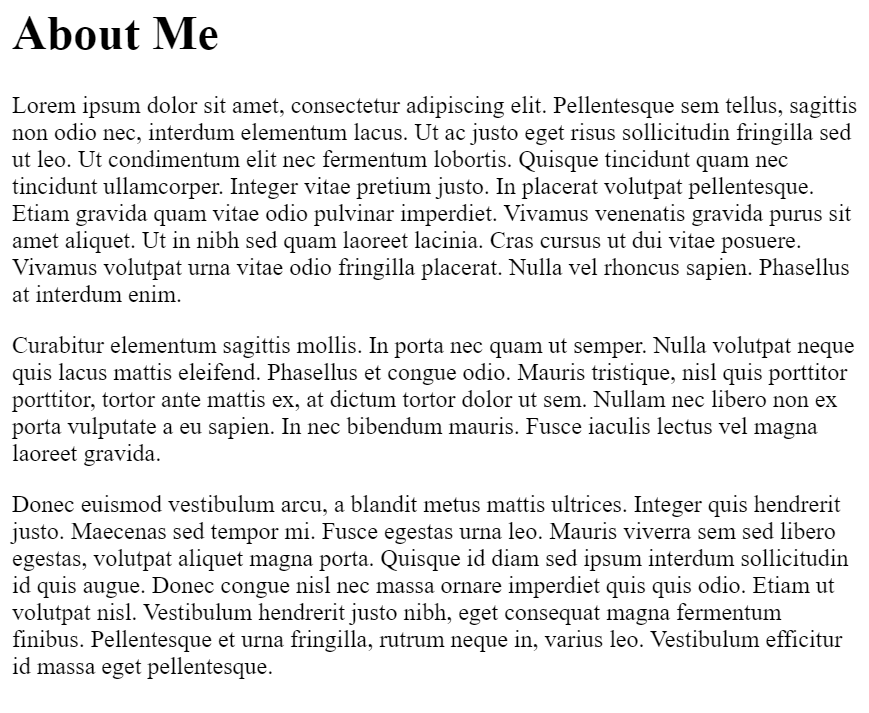 About Me
Lorem ipsum dolor sit amet, consectetur adipiscing elit. Pellentesque sem tellus, sagittis
non odio nec, interdum elementum lacus. Ut ac justo eget risus sollicitudin fringilla sed
ut leo. Ut condimentum elit nec fermentum lobortis. Quisque tincidunt quam nec
tincidunt ullamcorper. Integer vitae pretium justo. In placerat volutpat pellentesque.
Etiam gravida quam vitae odio pulvinar imperdiet. Vivamus venenatis gravida purus sit
amet aliquet. Ut in nibh sed quam laoreet lacinia. Cras cursus ut dui vitae posuere.
Vivamus volutpat urna vitae odio fringilla placerat. Nulla vel rhoncus sapien. Phasellus
at interdum enim.
Curabitur elementum sagittis mollis. In porta nec quam ut semper. Nulla volutpat neque
quis lacus mattis eleifend. Phasellus et congue odio. Mauris tristique, nisl quis porttitor
porttitor, tortor ante mattis ex, at dictum tortor dolor ut sem. Nullam nec libero non ex
porta vulputate a eu sapien. In nec bibendum mauris. Fusce iaculis lectus vel magna
laoreet gravida.
Donec euismod vestibulum arcu, a blandit metus mattis ultrices. Integer quis hendrerit
justo. Maecenas sed tempor mi. Fusce egestas urna leo. Mauris viverra sem sed libero
egestas, volutpat aliquet magna porta. Quisque id diam sed ipsum interdum sollicitudin
id quis augue. Donec congue nisl nec massa ornare imperdiet quis quis odio. Etiam ut
volutpat nisl. Vestibulum hendrerit justo nibh, eget consequat magna fermentum
finibus. Pellentesque et urna fringilla, rutrum neque in, varius leo. Vestibulum efficitur
id massa eget pellentesque.